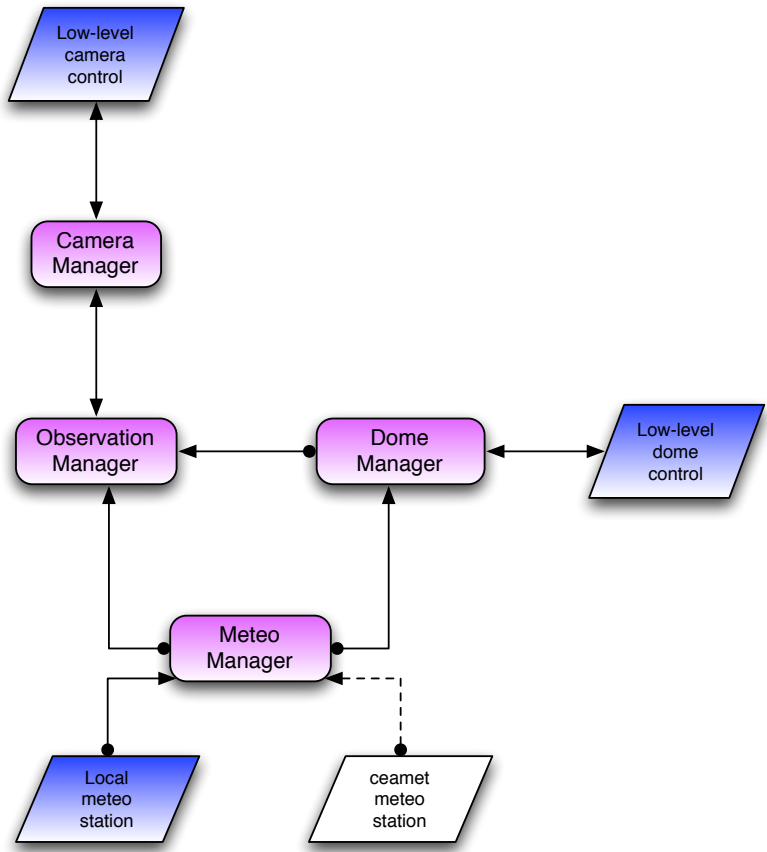 Low-level
camera
control
Camera
Manager
Observation
Manager
Dome
Manager
Low-level
dome
control
Meteo
Manager
Local
meteo
station
ceamet
meteo
station